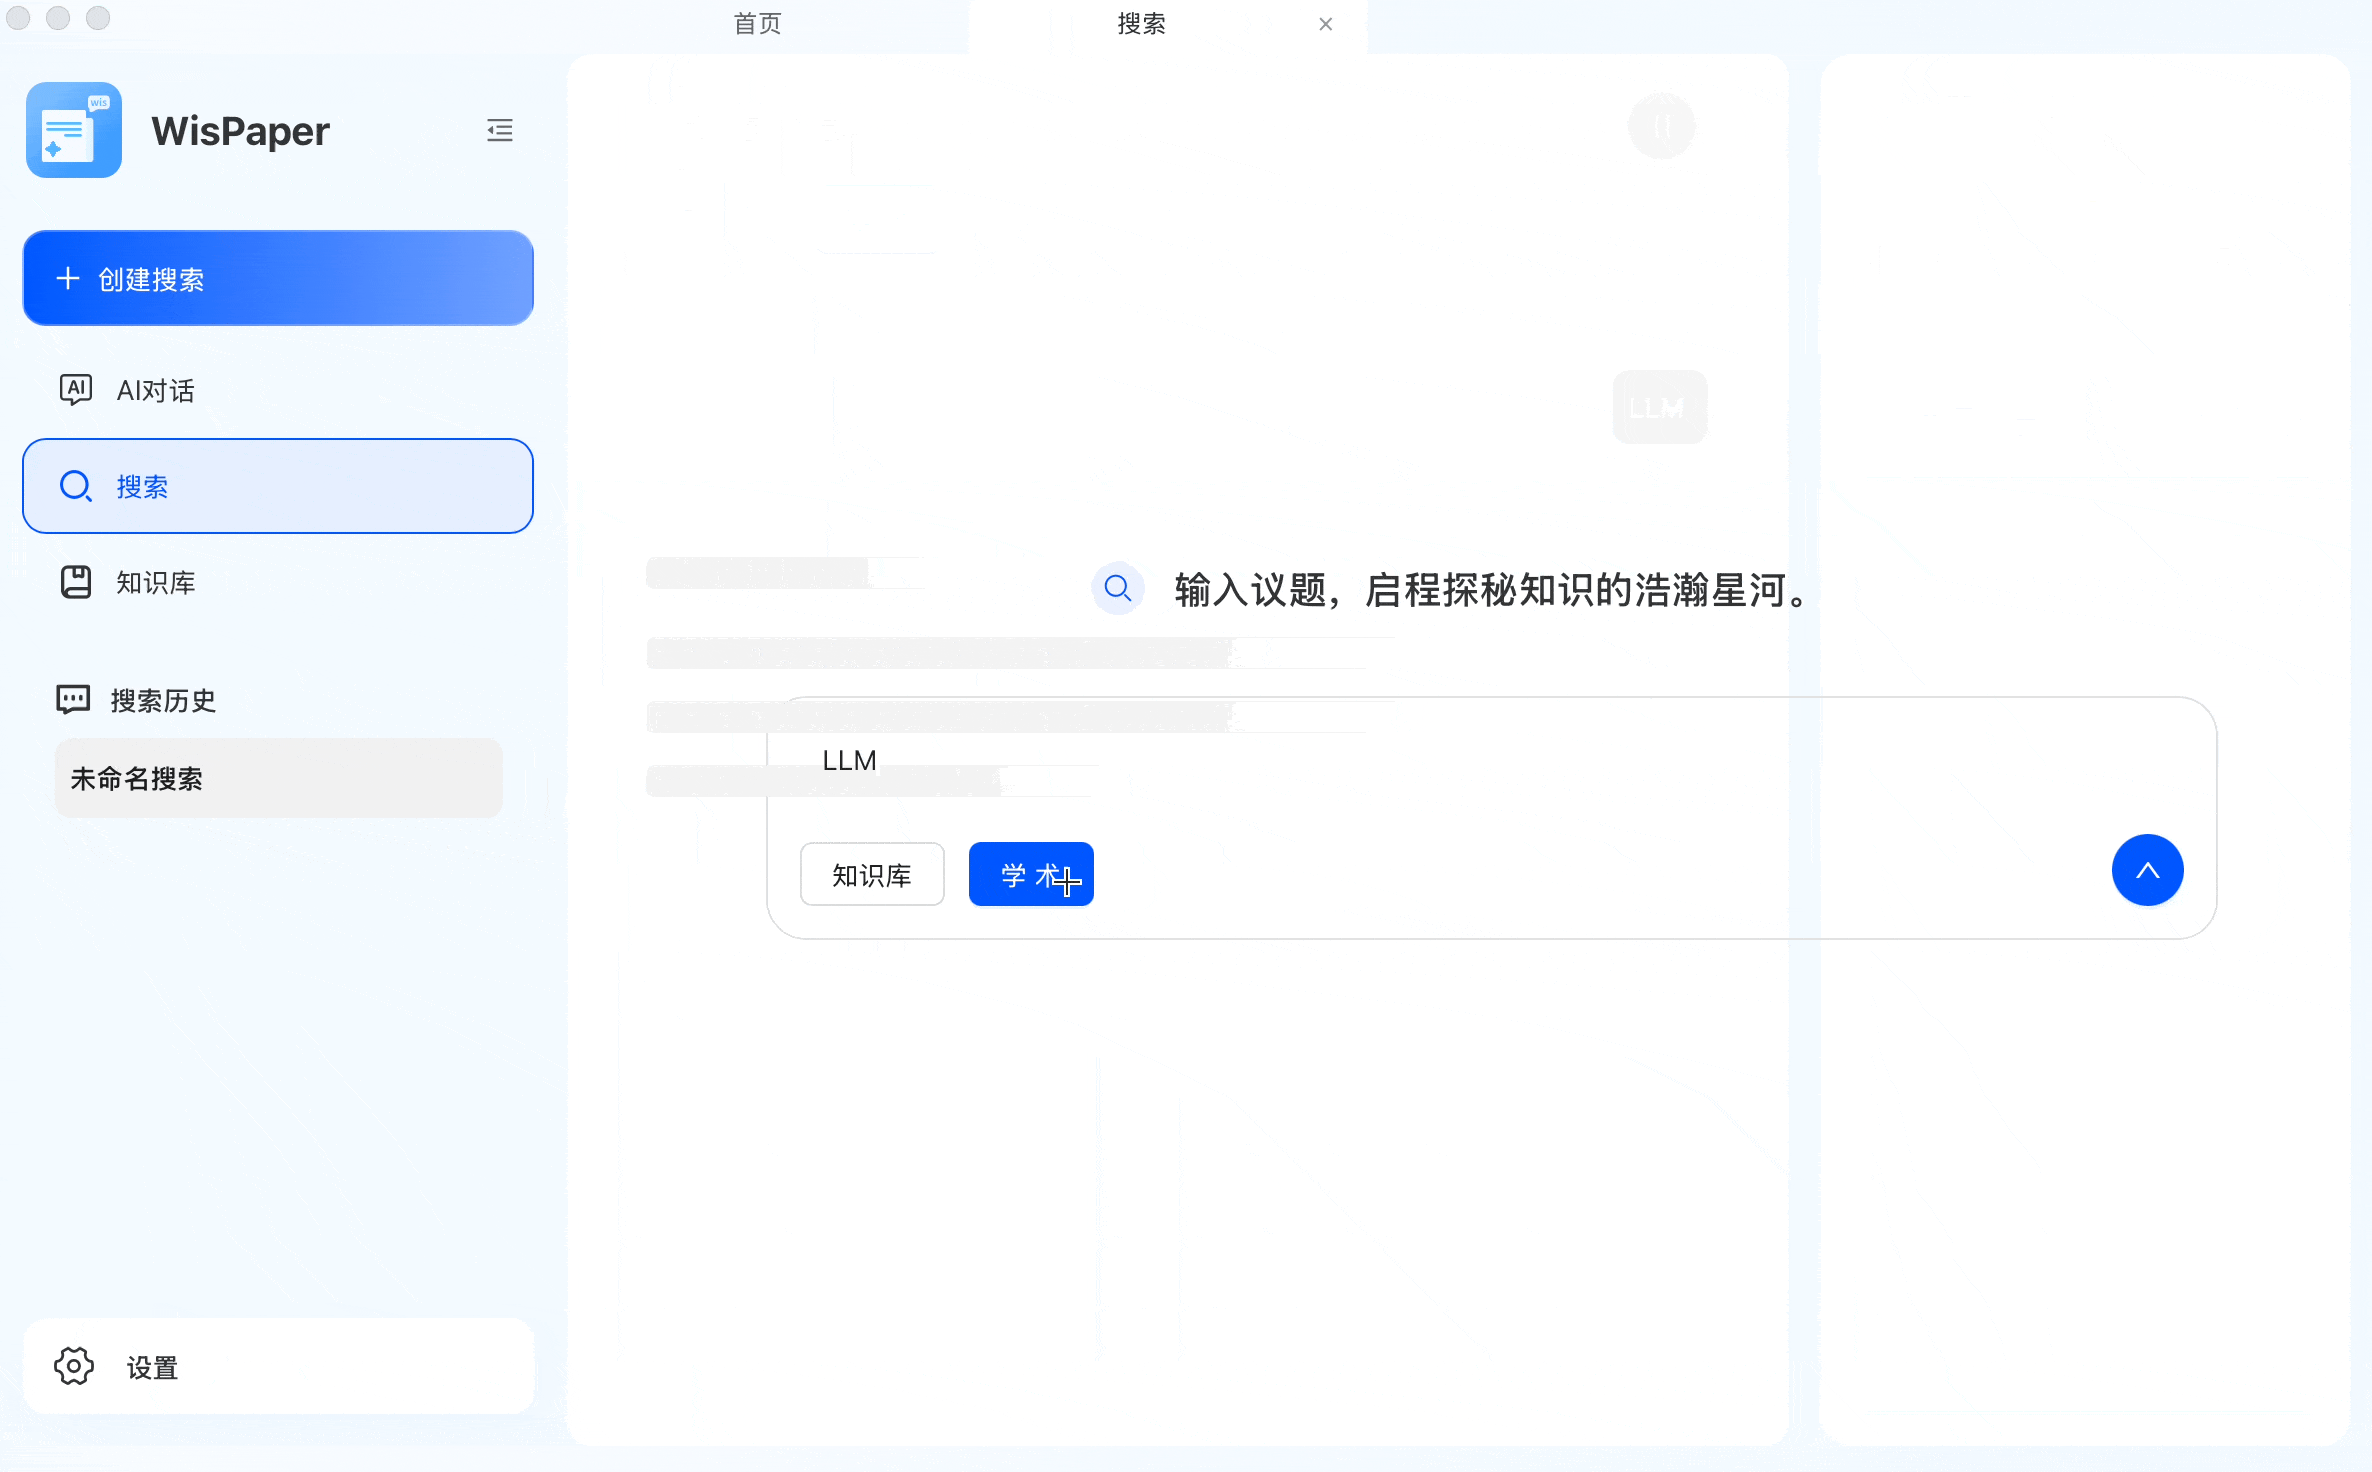 首页
搜索
wis
WisPaper
创建搜索
AI对话
搜索
知识库
搜索历史
未命名搜索
设置
LLM
输入议题，启程探秘知识的浩瀚星河。
LLM
知识库
学术